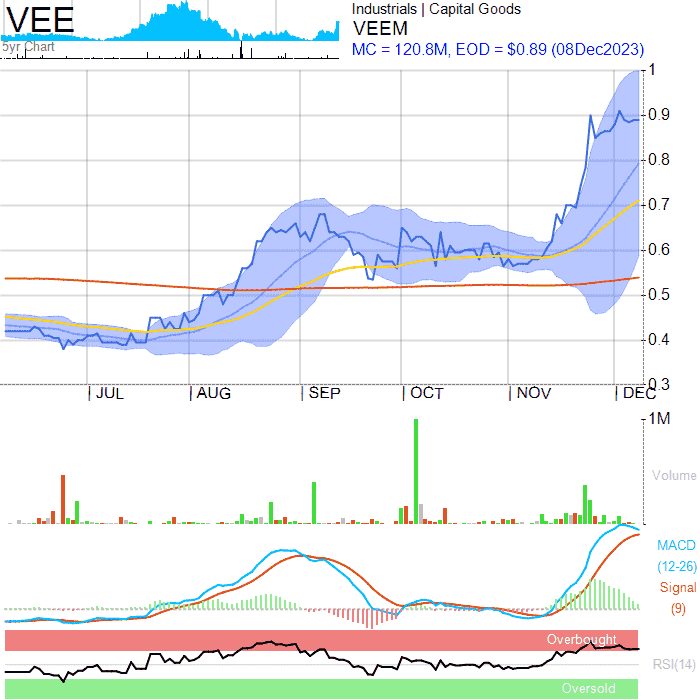 VEE
5yr Chart
Industrials | Capital Goods
VEEM
MC = 120.8M, EOD = $0.89 (08Dec2023)
1
0.9
0.8
0.7
0.6
0.5
0.4
0.3
JUL AUG SEP OCT NOV DEC
1M
Volume
MACD
(12-26)
Signal
(9)
Overbought
RSI(14)
Oversold